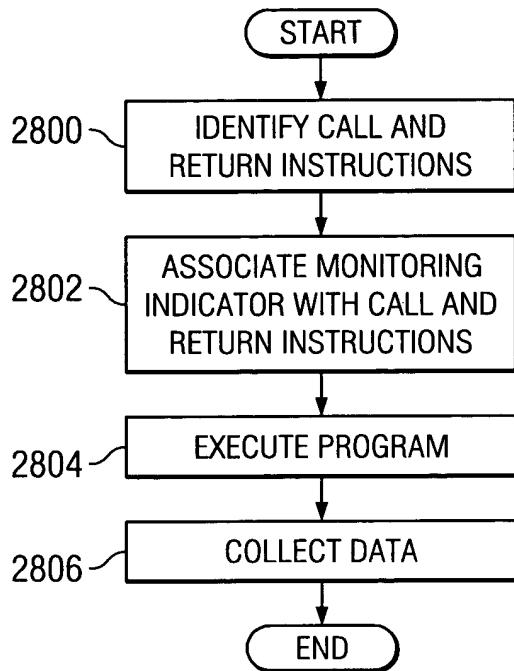 START
2800
IDENTIFY CALL AND
RETURN INSTRUCTIONS
2802
ASSOCIATE MONITORING
INDICATOR WITH CALL AND
RETURN INSTRUCTIONS
2804
EXECUTE PROGRAM
2806
COLLECT DATA
END